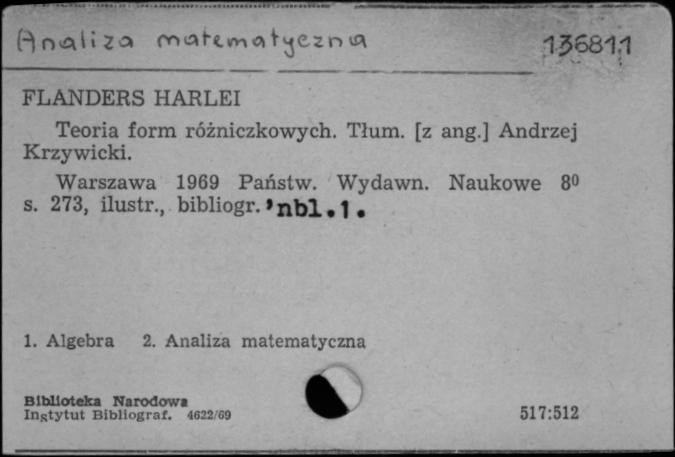 Analiza matematyczna
136811
FLANDERS HARLEI
Teoria form różniczkowych. Tłum. [z ang.] Andrzej
Krzywicki.
Warszawa 1969 Państw. Wydawn. Naukowe 8⁰
s. 273, ilustr., bibliogr. , nbl. 1.
1. Algebra 2. Analiza matematyczna
Biblioteka Narodowa
Instytut Bibliograf. 4622/69
517:512